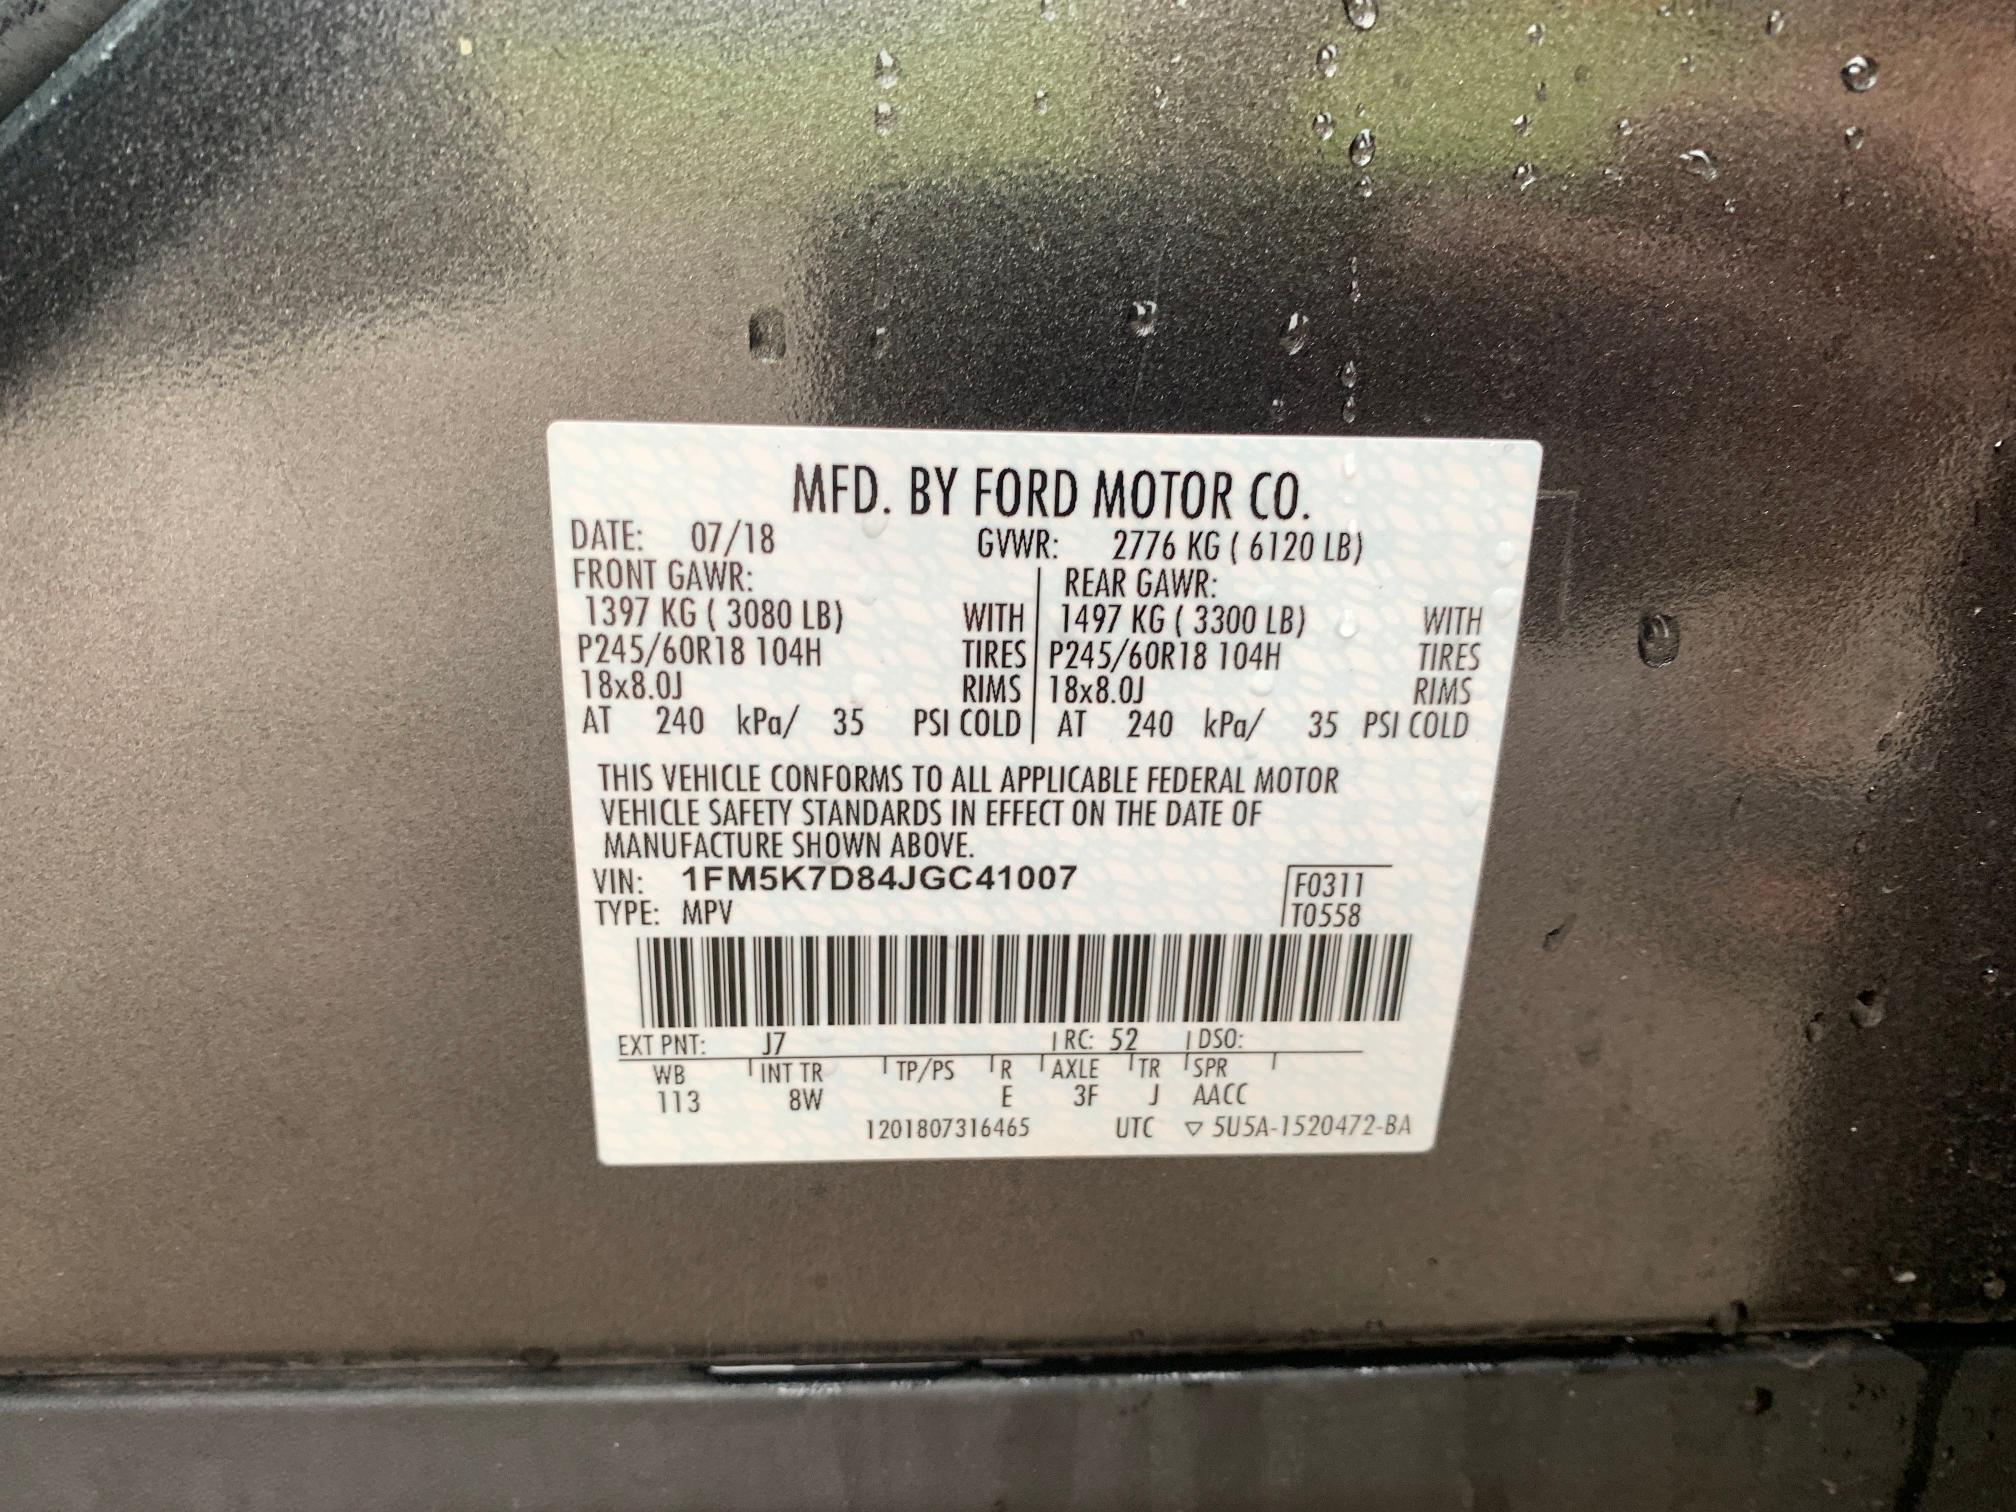 MFD. BY FORD MOTOR CO.
DATE: 07/18 GVWR: 2776 KG ( 6120 LB)
FRONT GAWR: REAR GAWR:
1397 KG ( 3080 LB) WITH 1497 KG ( 3300 LB) WITH
P245/60R18 104H TIRES P245/60R18 104H TIRES
18x8.0J RIMS 18x8.0J RIMS
AT 240 kPa/ 35 PSI COLD AT 240 kPa/ 35 PSI COLD
THIS VEHICLE CONFORMS TO ALL APPLICABLE FEDERAL MOTOR
VEHICLE SAFETY STANDARDS IN EFFECT ON THE DATE OF
MANUFACTURE SHOWN ABOVE.
VIN: 1FM5K7D84JGC41007 F0311
TYPE: MPV T0558
EXT PNT: J7 RC: 52 DSO:
WB INT TR TP/PS R AXLE TR SPR
113 8W E 3F J AACC
1201807316465 UTC ▽ 5U5A-1520472-BA